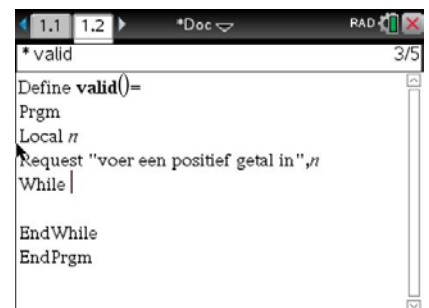 1.1 1.2 *Doc RAD
* valid 3/5
Define valid()=
Prgm
Local n
Request "voer een positief getal in",n
While
EndWhile
EndPrgm